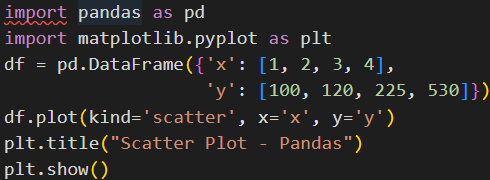 import pandas as pd
import matplotlib.pyplot as plt
df = pd.DataFrame({'x': [1, 2, 3, 4],
                   'y': [100, 120, 225, 530]})
df.plot(kind='scatter', x='x', y='y')
plt.title("Scatter Plot - Pandas")
plt.show()